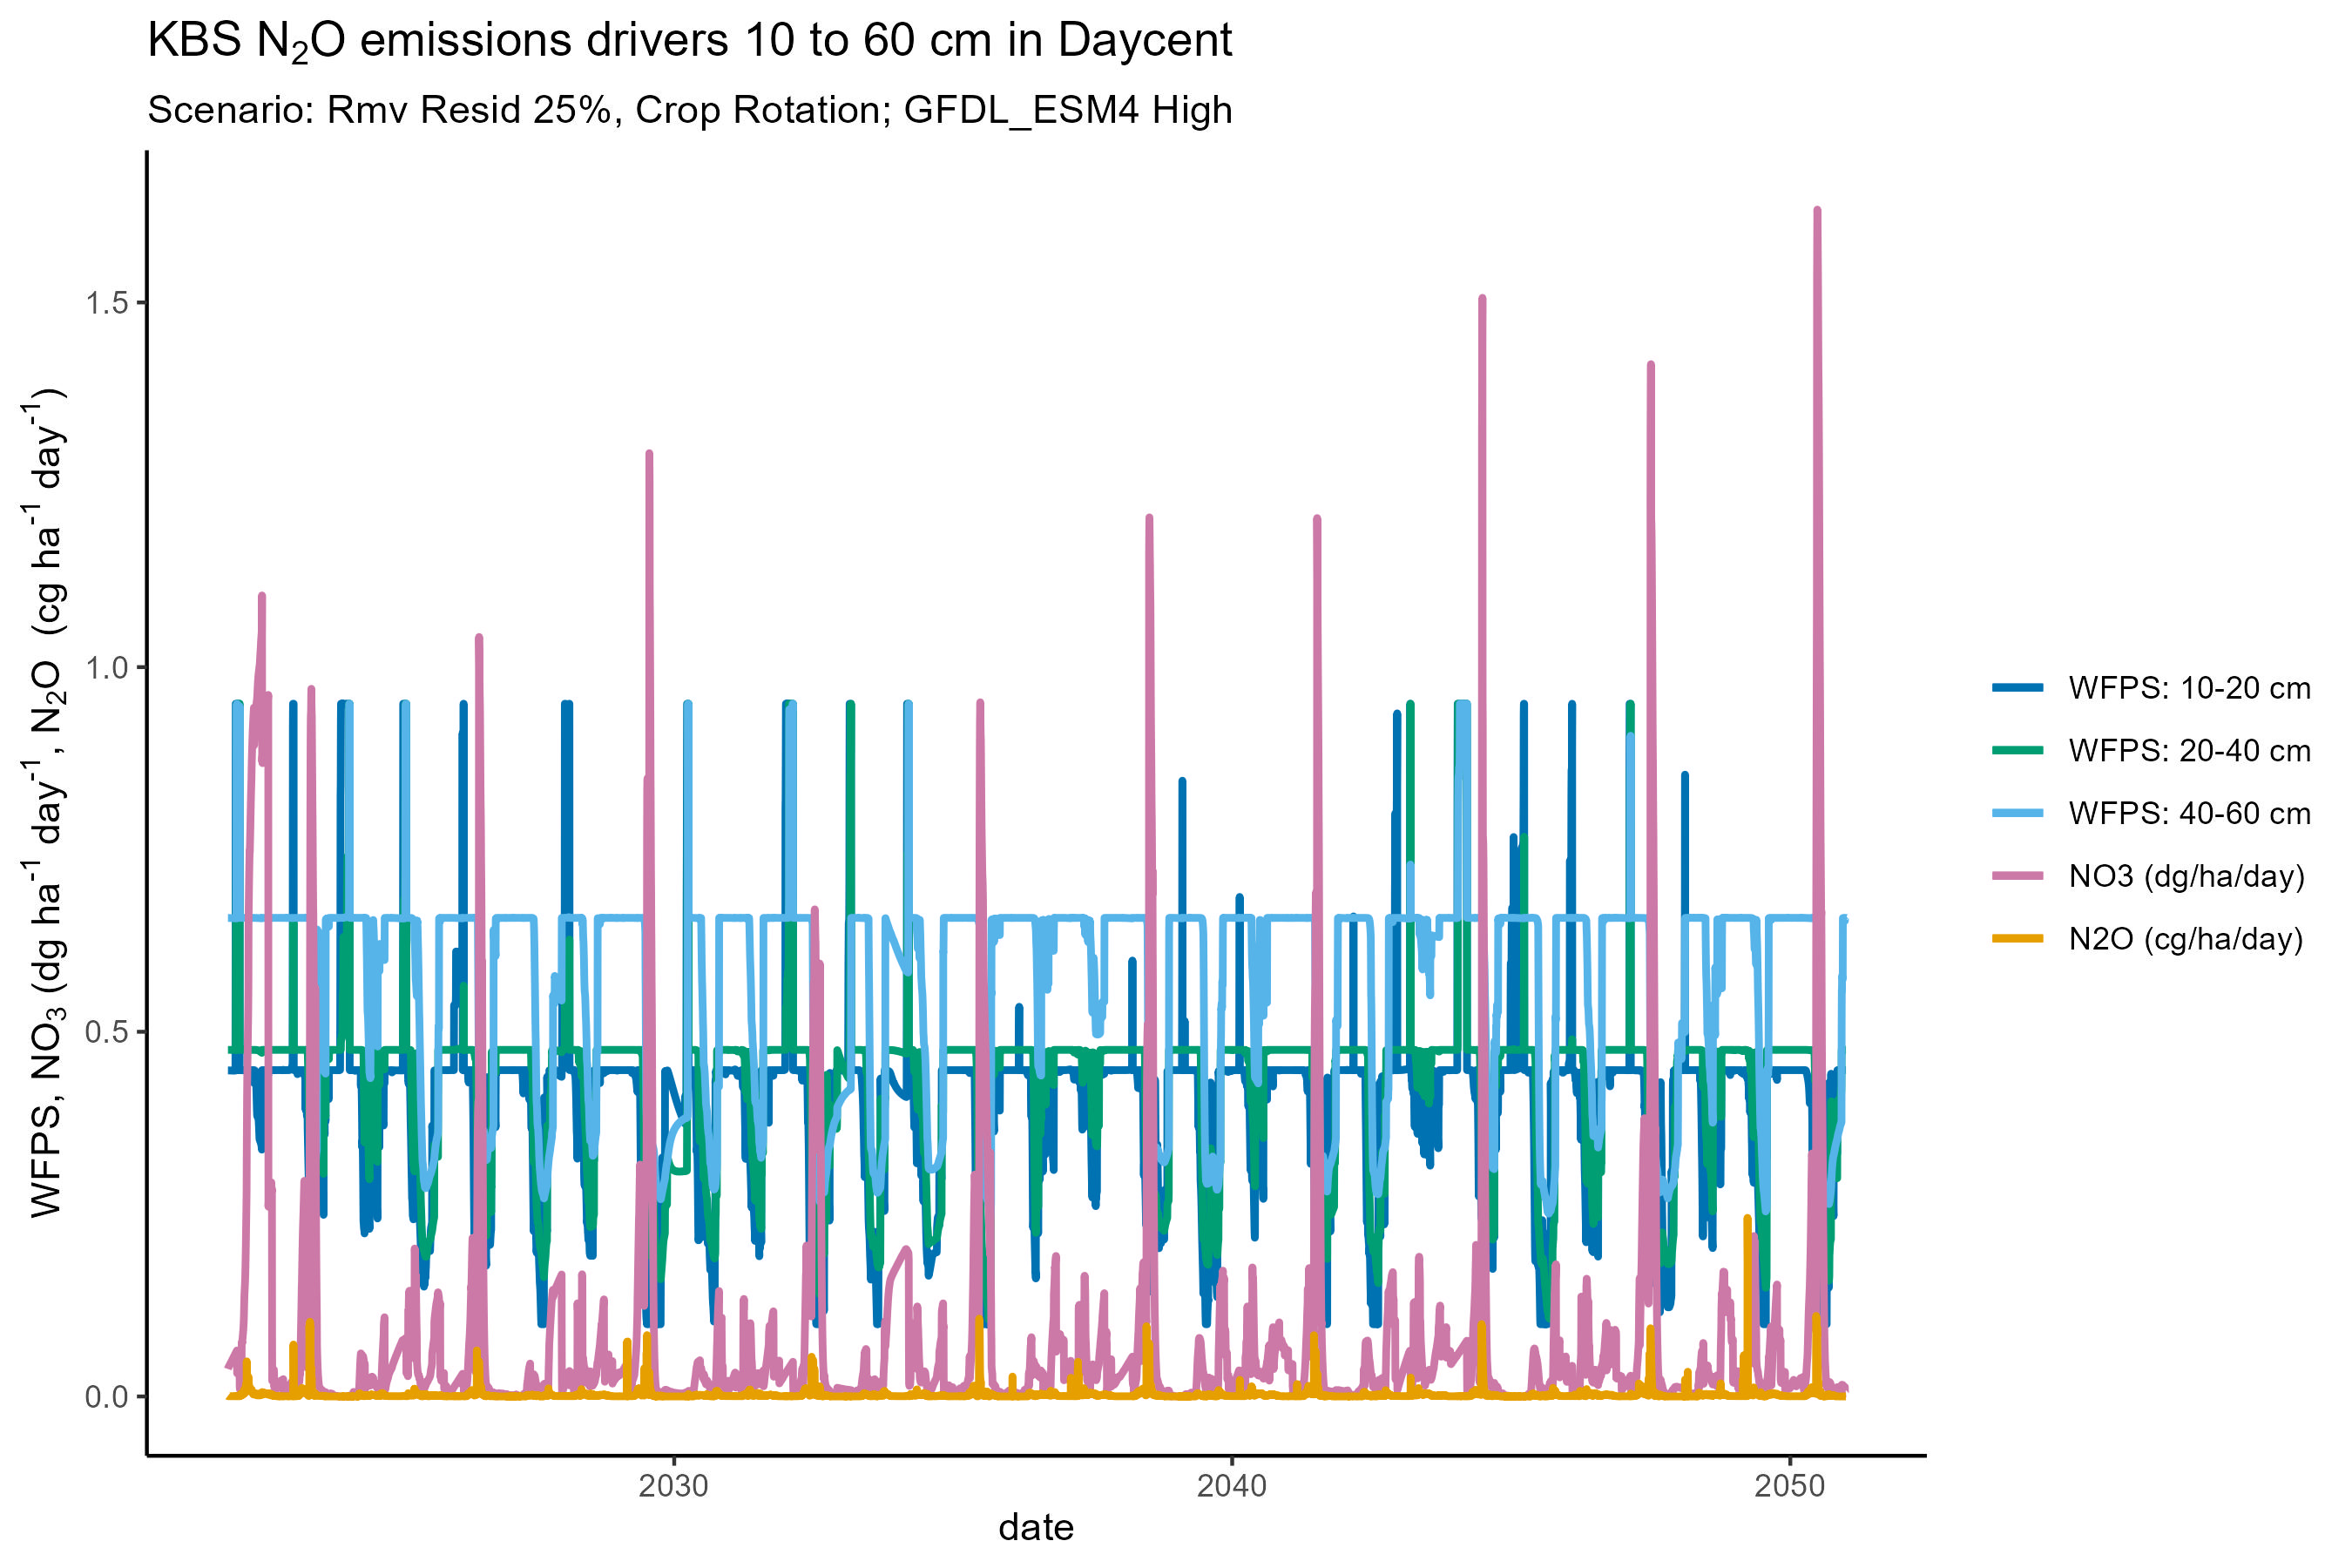 KBS N₂O emissions drivers 10 to 60 cm in Daycent
Scenario: Rmv Resid 25%, Crop Rotation; GFDL_ESM4 High
WFPS, NO₃ (dg ha⁻¹ day⁻¹, N₂O (cg ha⁻¹ day⁻¹)
1.5
1.0
0.5
0.0
2030
2040
2050
date
WFPS: 10-20 cm
WFPS: 20-40 cm
WFPS: 40-60 cm
NO3 (dg/ha/day)
N2O (cg/ha/day)